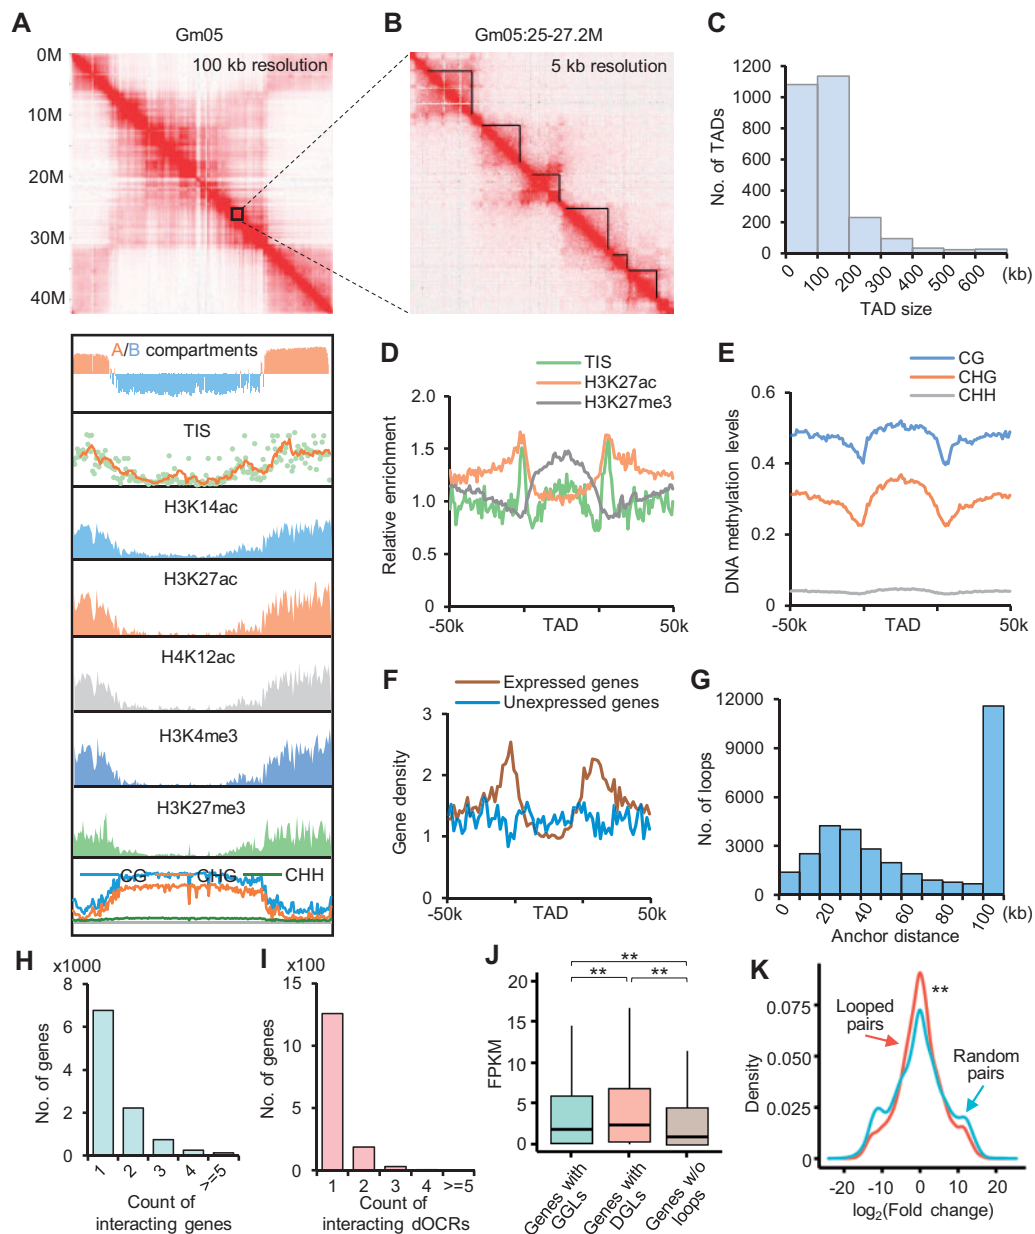 A
Gm05
100 kb resolution
0M
10M
20M
30M
40M
B
Gm05:25-27.2M
5 kb resolution
C
No. of TADs
1200
1000
800
600
400
200
0
0
100
200
300
400
500
600
(kb)
TAD size
A/B compartments
TIS
H3K14ac
H3K27ac
H4K12ac
H3K4me3
H3K27me3
CG
CHG
CHH
D
TIS
H3K27ac
H3K27me3
Relative enrichment
2.0
1.5
1.0
0.5
0
-50k
TAD
50k
E
CG
CHG
CHH
DNA methylation levels
0.6
0.4
0.2
0
-50k
TAD
50k
F
Expressed genes
Unexpressed genes
Gene density
3
2
1
0
-50k
TAD
50k
G
No. of loops
12000
9000
6000
3000
0
0
20
40
60
80
100
(kb)
Anchor distance
H
x1000
No. of genes
8
6
4
2
0
1
2
3
4
>=5
Count of
interacting genes
I
x100
No. of genes
15
10
5
0
1
2
3
4
>=5
Count of
interacting dOCRs
J
**
**
**
FPKM
20
15
10
5
0
Genes with
GGLs
Genes with
DGLs
Genes w/o
loops
K
**
Looped
pairs
Random
pairs
Density
0.075
0.050
0.025
0
-20
-10
0
10
20
log2(Fold change)